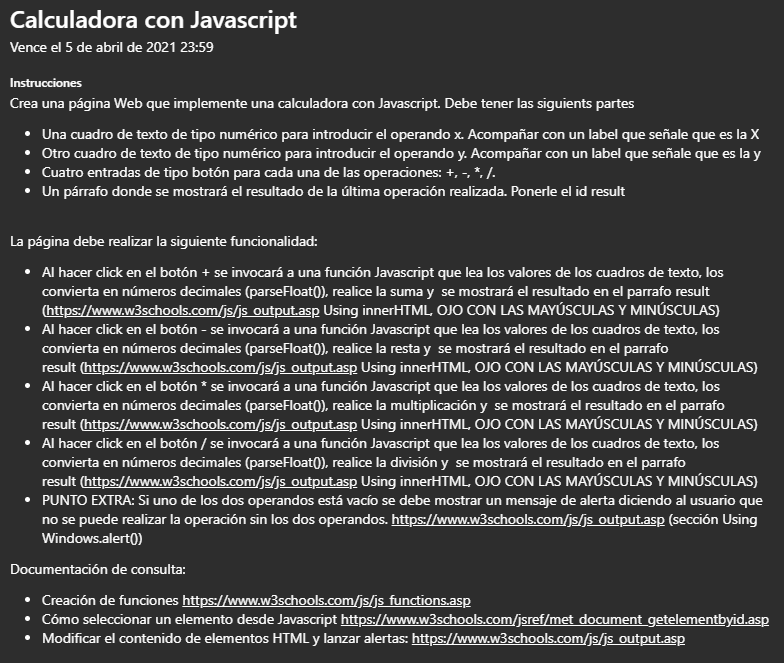 Calculadora con Javascript
Vence el 5 de abril de 2021 23:59
Instrucciones
Crea una página Web que implemente una calculadora con Javascript. Debe tener las siguients partes
• Una cuadro de texto de tipo numérico para introducir el operando x. Acompañar con un label que señale que es la X
• Otro cuadro de texto de tipo numérico para introducir el operando y. Acompañar con un label que señale que es la y
• Cuatro entradas de tipo botón para cada una de las operaciones: +, -, *, /.
• Un párrafo donde se mostrará el resultado de la última operación realizada. Ponerle el id result
La página debe realizar la siguiente funcionalidad:
• Al hacer click en el botón + se invocará a una función Javascript que lea los valores de los cuadros de texto, los
convierta en números decimales (parseFloat()), realice la suma y  se mostrará el resultado en el parrafo result
(https://www.w3schools.com/js/js_output.asp Using innerHTML, OJO CON LAS MAYÚSCULAS Y MINÚSCULAS)
• Al hacer click en el botón - se invocará a una función Javascript que lea los valores de los cuadros de texto, los
convierta en números decimales (parseFloat()), realice la resta y  se mostrará el resultado en el parrafo
result (https://www.w3schools.com/js/js_output.asp Using innerHTML, OJO CON LAS MAYÚSCULAS Y MINÚSCULAS)
• Al hacer click en el botón * se invocará a una función Javascript que lea los valores de los cuadros de texto, los
convierta en números decimales (parseFloat()), realice la multiplicación y  se mostrará el resultado en el parrafo
result (https://www.w3schools.com/js/js_output.asp Using innerHTML, OJO CON LAS MAYÚSCULAS Y MINÚSCULAS)
• Al hacer click en el botón / se invocará a una función Javascript que lea los valores de los cuadros de texto, los
convierta en números decimales (parseFloat()), realice la división y  se mostrará el resultado en el parrafo
result (https://www.w3schools.com/js/js_output.asp Using innerHTML, OJO CON LAS MAYÚSCULAS Y MINÚSCULAS)
• PUNTO EXTRA: Si uno de los dos operandos está vacío se debe mostrar un mensaje de alerta diciendo al usuario que
no se puede realizar la operación sin los dos operandos. https://www.w3schools.com/js/js_output.asp (sección Using
Windows.alert())
Documentación de consulta:
• Creación de funciones https://www.w3schools.com/js/js_functions.asp
• Cómo seleccionar un elemento desde Javascript https://www.w3schools.com/jsref/met_document_getelementbyid.asp
• Modificar el contenido de elementos HTML y lanzar alertas: https://www.w3schools.com/js/js_output.asp